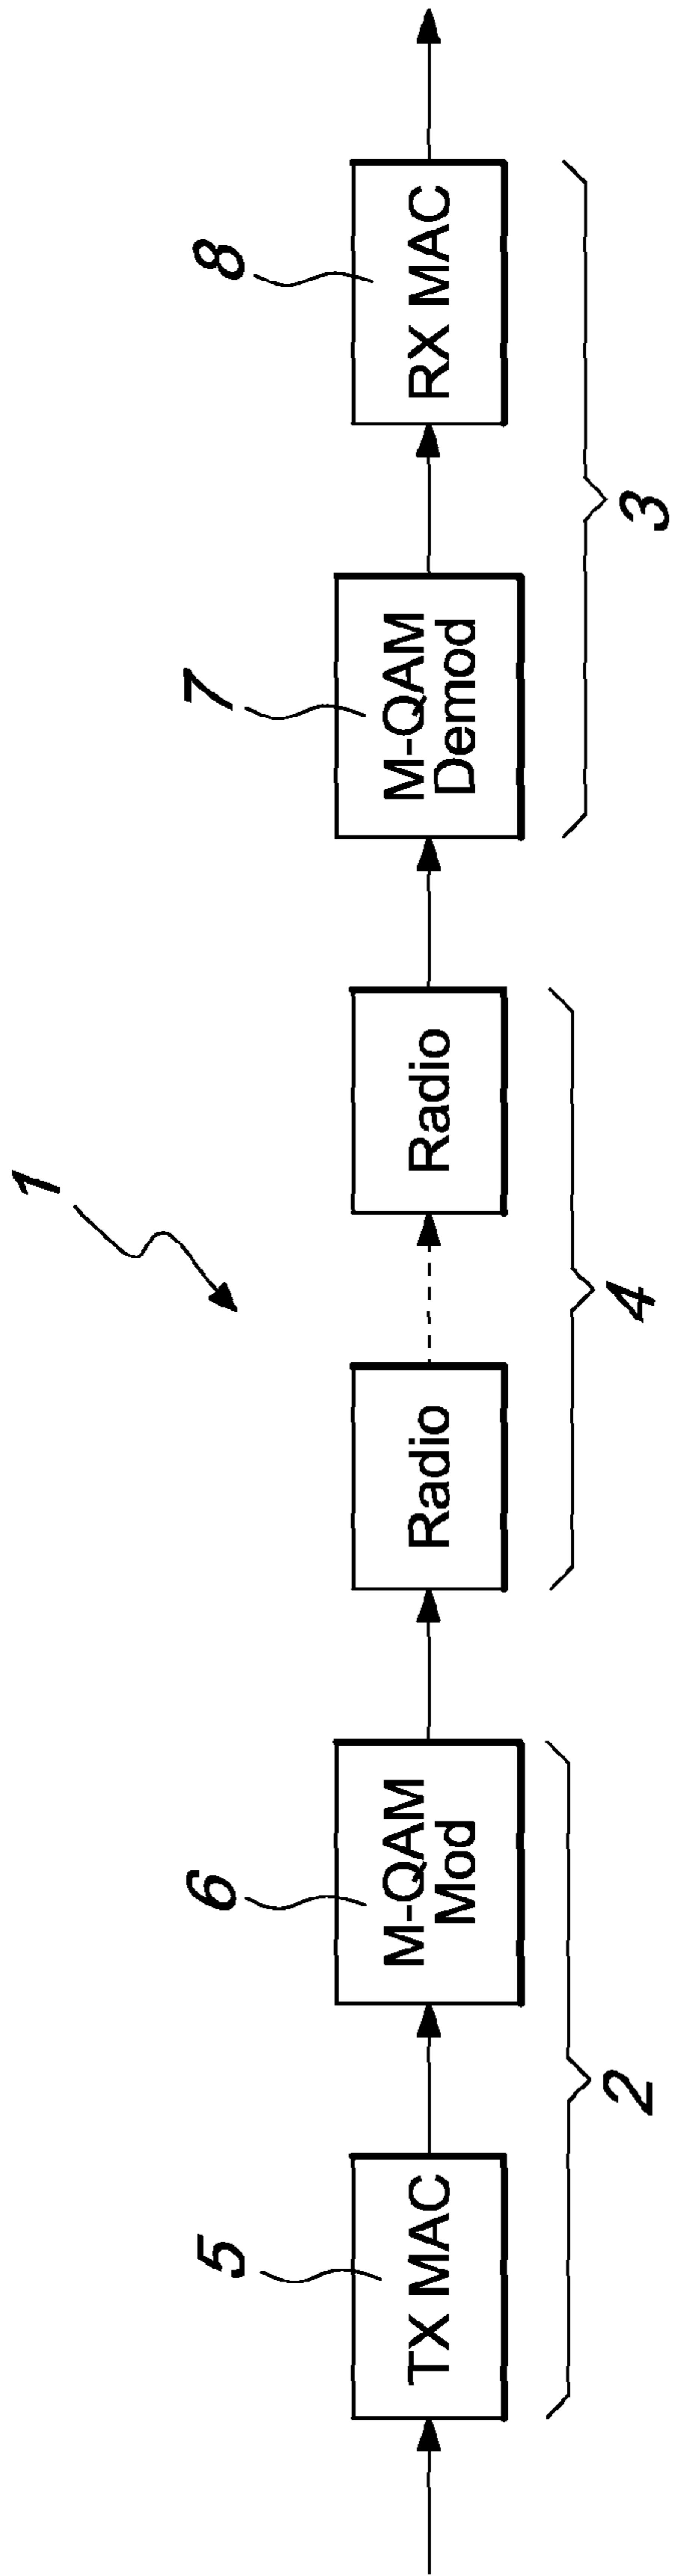 1
5
6
7
8
TX MAC
M-QAM
Mod
Radio
Radio
M-QAM
Demod
RX MAC
2
4
3